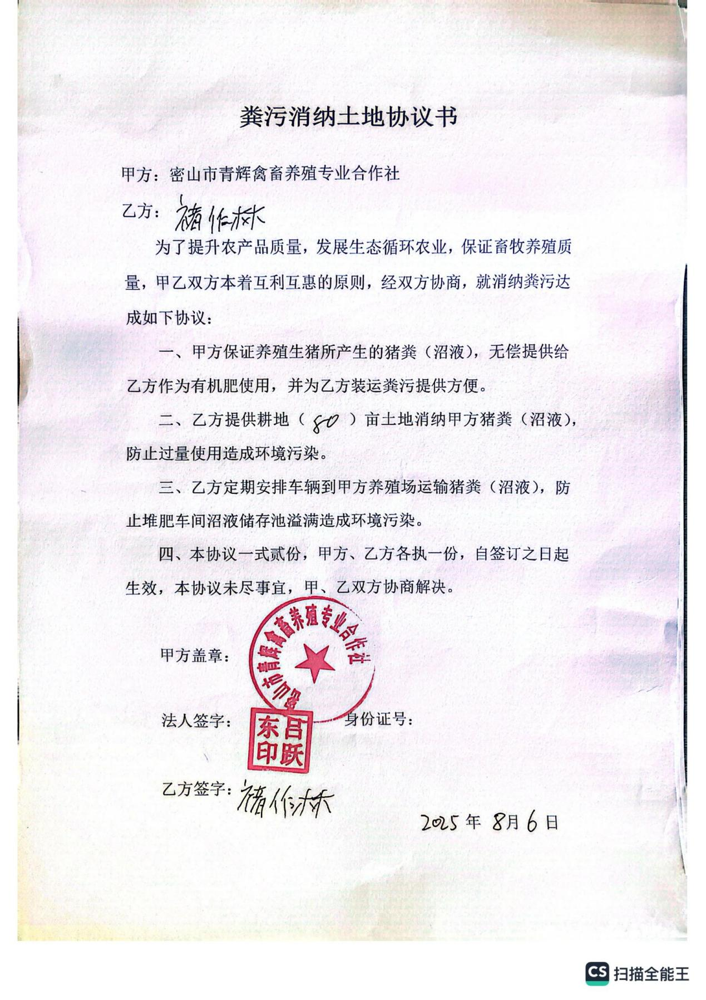 粪污消纳土地协议书
甲方：密山市青辉禽畜养殖专业合作社
乙方：褚作林
为了提升农产品质量，发展生态循环农业，保证畜牧养殖质
量，甲乙双方本着互利互惠的原则，经双方协商，就消纳粪污达
成如下协议：
一、甲方保证养殖生猪所产生的猪粪（沼液），无偿提供给
乙方作为有机肥使用，并为乙方装运粪污提供方便。
二、乙方提供耕地（80）亩土地消纳甲方猪粪（沼液），
防止过量使用造成环境污染。
三、乙方定期安排车辆到甲方养殖场运输猪粪（沼液），防
止堆肥车间沼液储存池溢满造成环境污染。
四、本协议一式贰份，甲方、乙方各执一份，自签订之日起
生效，本协议未尽事宜，甲、乙双方协商解决。
密山市青辉禽畜养殖专业合作社
甲方盖章：
法人签字： 身份证号：
吕跃东印
乙方签字：褚作林
2025年8月6日
CS 扫描全能王